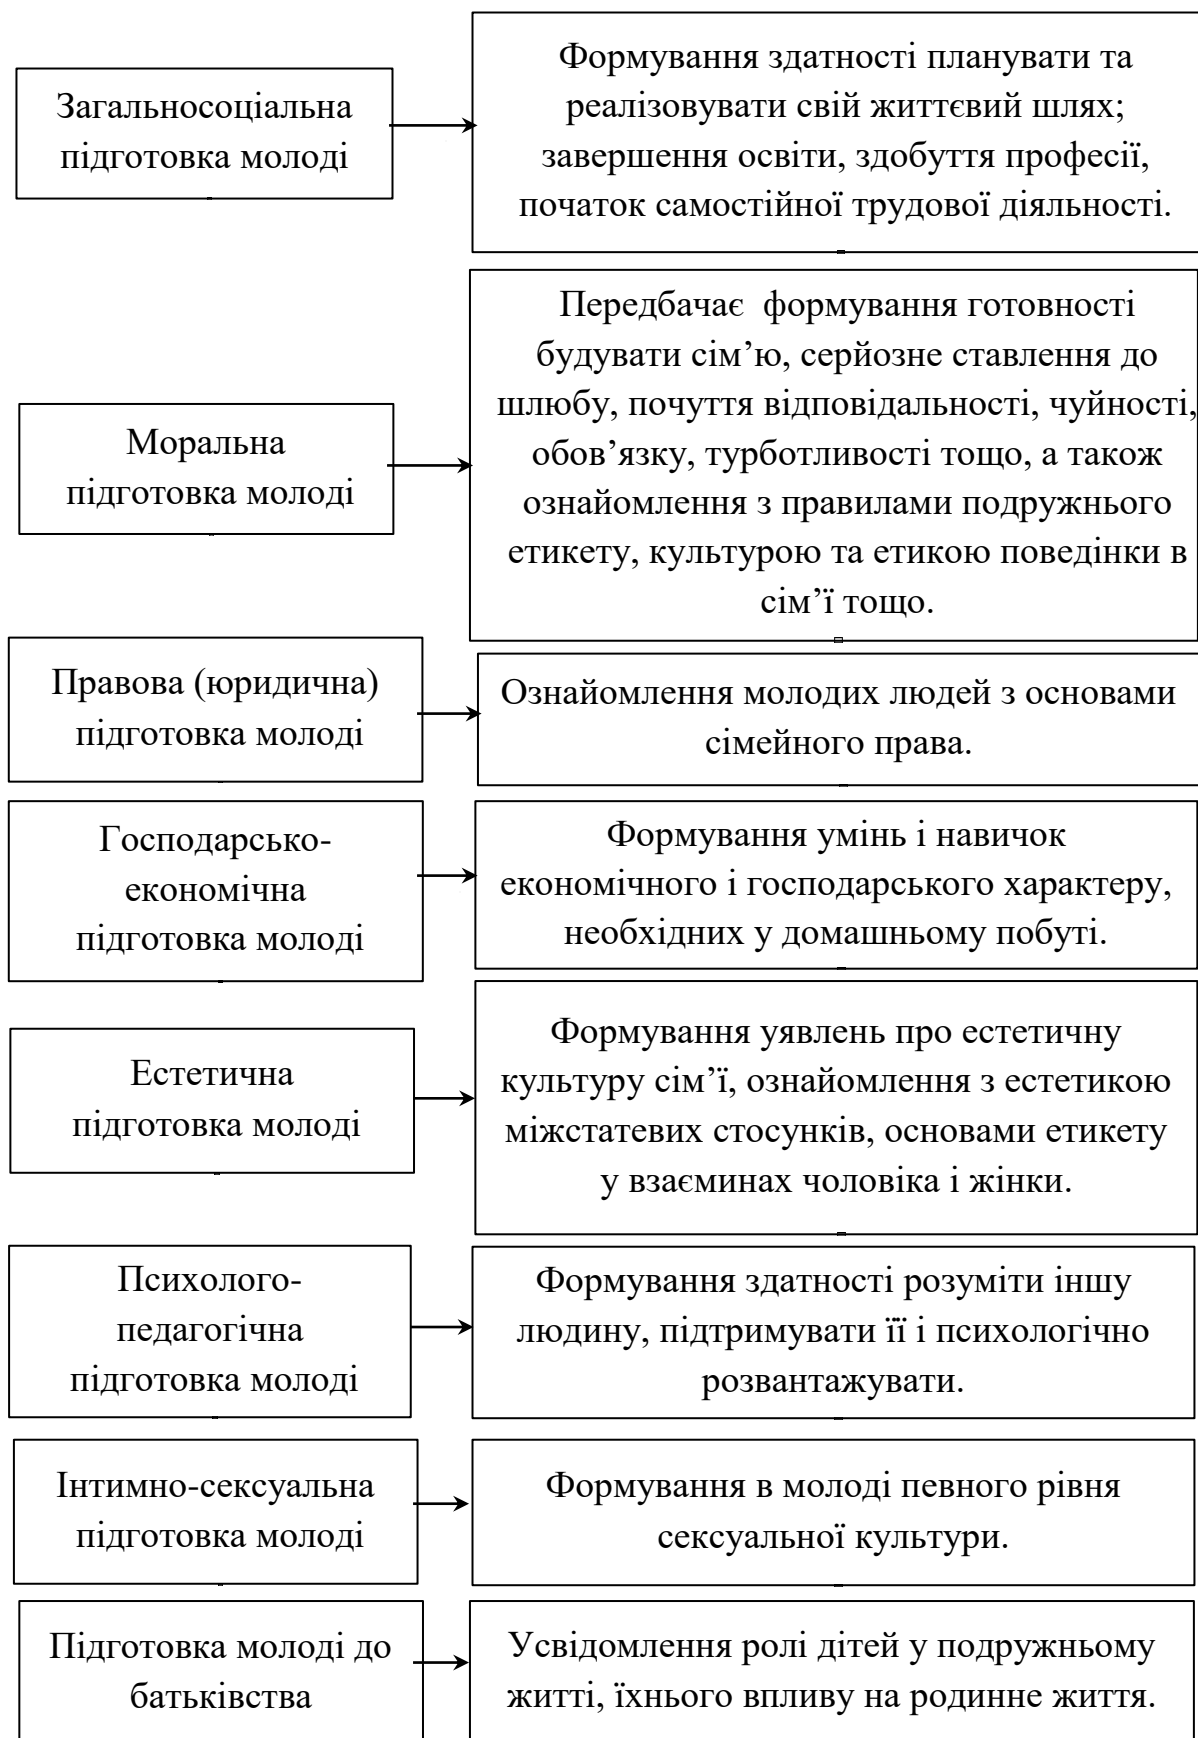 Загальносоціальна
підготовка молоді
Формування здатності планувати та
реалізовувати свій життєвий шлях;
завершення освіти, здобуття професії,
початок самостійної трудової діяльності.
Моральна
підготовка молоді
Передбачає формування готовності
будувати сім’ю, серйозне ставлення до
шлюбу, почуття відповідальності, чуйності,
обов’язку, турботливості тощо, а також
ознайомлення з правилами подружнього
етикету, культурою та етикою поведінки в
сім’ї тощо.
Правова (юридична)
підготовка молоді
Ознайомлення молодих людей з основами
сімейного права.
Господарсько-
економічна
підготовка молоді
Формування умінь і навичок
економічного і господарського характеру,
необхідних у домашньому побуті.
Естетична
підготовка молоді
Формування уявлень про естетичну
культуру сім’ї, ознайомлення з естетикою
міжстатевих стосунків, основами етикету
у взаєминах чоловіка і жінки.
Психолого-
педагогічна
підготовка молоді
Формування здатності розуміти іншу
людину, підтримувати її і психологічно
розвантажувати.
Інтимно-сексуальна
підготовка молоді
Формування в молоді певного рівня
сексуальної культури.
Підготовка молоді до
батьківства
Усвідомлення ролі дітей у подружньому
житті, їхнього впливу на родинне життя.